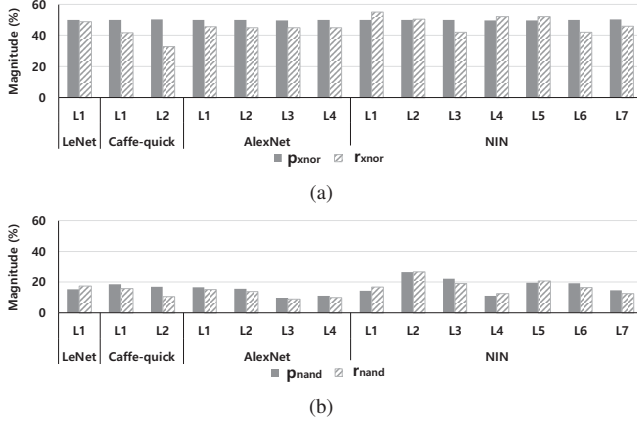 Magnitude (%)
60
40
20
0
L1 L1 L2 L1 L2 L3 L4 L1 L2 L3 L4 L5 L6 L7
LeNet Caffe-quick AlexNet NIN
pxnor rxnor
(a)
Magnitude (%)
60
40
20
0
L1 L1 L2 L1 L2 L3 L4 L1 L2 L3 L4 L5 L6 L7
LeNet Caffe-quick AlexNet NIN
pnand rnand
(b)